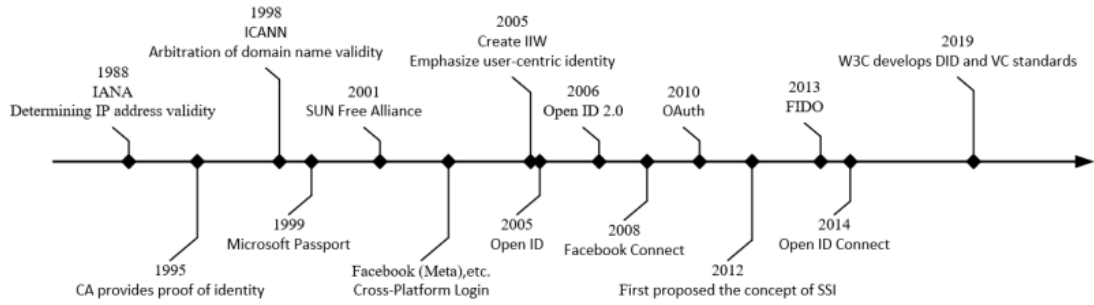 1988
IANA
Determining IP address validity
1995
CA provides proof of identity
1998
ICANN
Arbitration of domain name validity
1999
Microsoft Passport
2001
SUN Free Alliance
Facebook (Meta),etc.
Cross-Platform Login
2005
Create IIW
Emphasize user-centric identity
2005
Open ID
2006
Open ID 2.0
2008
Facebook Connect
2010
OAuth
2012
First proposed the concept of SSI
2013
FIDO
2014
Open ID Connect
2019
W3C develops DID and VC standards